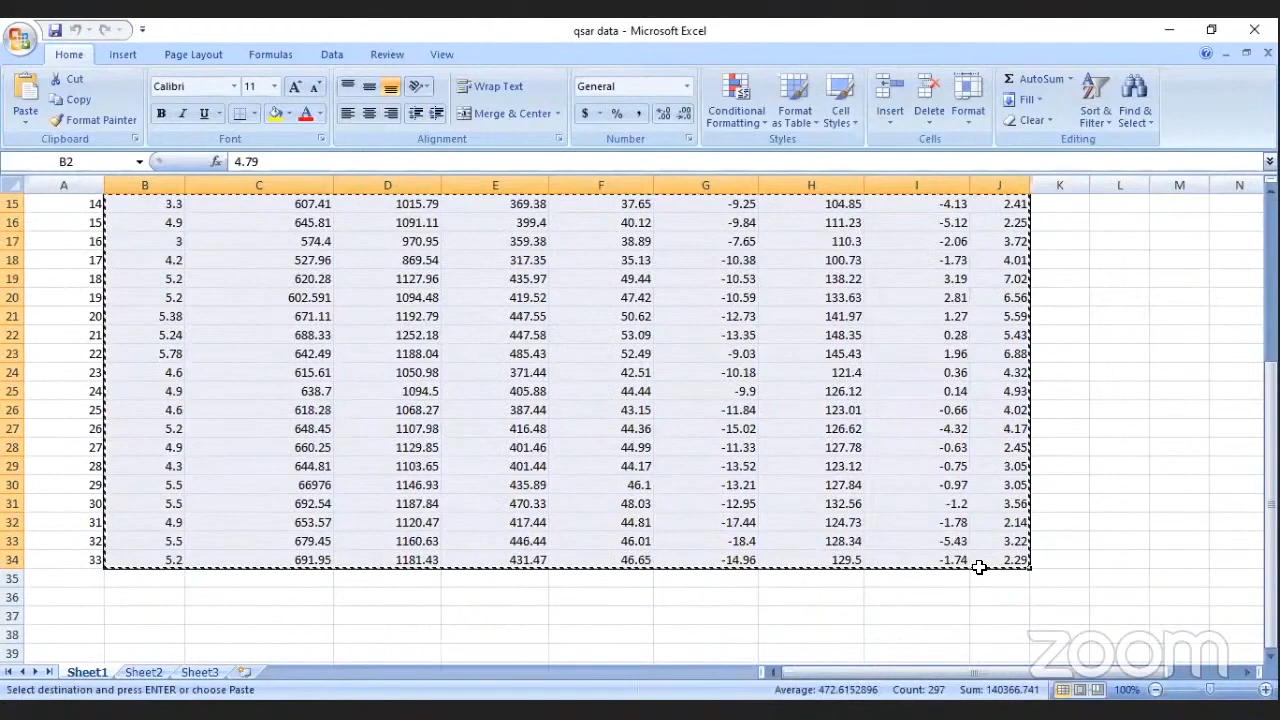 qsar data - Microsoft Excel
Home Insert Page Layout Formulas Data Review View
Paste
Cut
Copy
Format Painter
Clipboard
Calibri 11
B I U
Font
Wrap Text
Merge & Center
Alignment
General
$ % ,
Number
Conditional Formatting
Format as Table
Cell Styles
Styles
Insert Delete Format
Cells
AutoSum
Fill
Clear
Sort & Filter
Find & Select
Editing
B2 fx 4.79
A B C D E F G H I J K L M N
15 14 3.3 607.41 1015.79 369.38 37.65 -9.25 104.85 -4.13 2.41
16 15 4.9 645.81 1091.11 399.4 40.12 -9.84 111.23 -5.12 2.25
17 16 3 574.4 970.95 359.38 38.89 -7.65 110.3 -2.06 3.72
18 17 4.2 527.96 869.54 317.35 35.13 -10.38 100.73 -1.73 4.01
19 18 5.2 620.28 1127.96 435.97 49.44 -10.53 138.22 3.19 7.02
20 19 5.2 602.591 1094.48 419.52 47.42 -10.59 133.63 2.81 6.56
21 20 5.38 671.11 1192.79 447.55 50.62 -12.73 141.97 1.27 5.59
22 21 5.24 688.33 1252.18 447.58 53.09 -13.35 148.35 0.28 5.43
23 22 5.78 642.49 1188.04 485.43 52.49 -9.03 145.43 1.96 6.88
24 23 4.6 615.61 1050.98 371.44 42.51 -10.18 121.4 0.36 4.32
25 24 4.9 638.7 1094.5 405.88 44.44 -9.9 126.12 0.14 4.93
26 25 4.6 618.28 1068.27 387.44 43.15 -11.84 123.01 -0.66 4.02
27 26 5.2 648.45 1107.98 416.48 44.36 -15.02 126.62 -4.32 4.17
28 27 4.9 660.25 1129.85 401.46 44.99 -11.33 127.78 -0.63 2.45
29 28 4.3 644.81 1103.65 401.44 44.17 -13.52 123.12 -0.75 3.05
30 29 5.5 66976 1146.93 435.89 46.1 -13.21 127.84 -0.97 3.05
31 30 5.5 692.54 1187.84 470.33 48.03 -12.95 132.56 -1.2 3.56
32 31 4.9 653.57 1120.47 417.44 44.81 -17.44 124.73 -1.78 2.14
33 32 5.5 679.45 1160.63 446.44 46.01 -18.4 128.34 -5.43 3.22
34 33 5.2 691.95 1181.43 431.47 46.65 -14.96 129.5 -1.74 2.29
35
36
37
38
39
zoom
Sheet1 Sheet2 Sheet3
Select destination and press ENTER or choose Paste Average: 472.6152896 Count: 297 Sum: 140366.741 100%